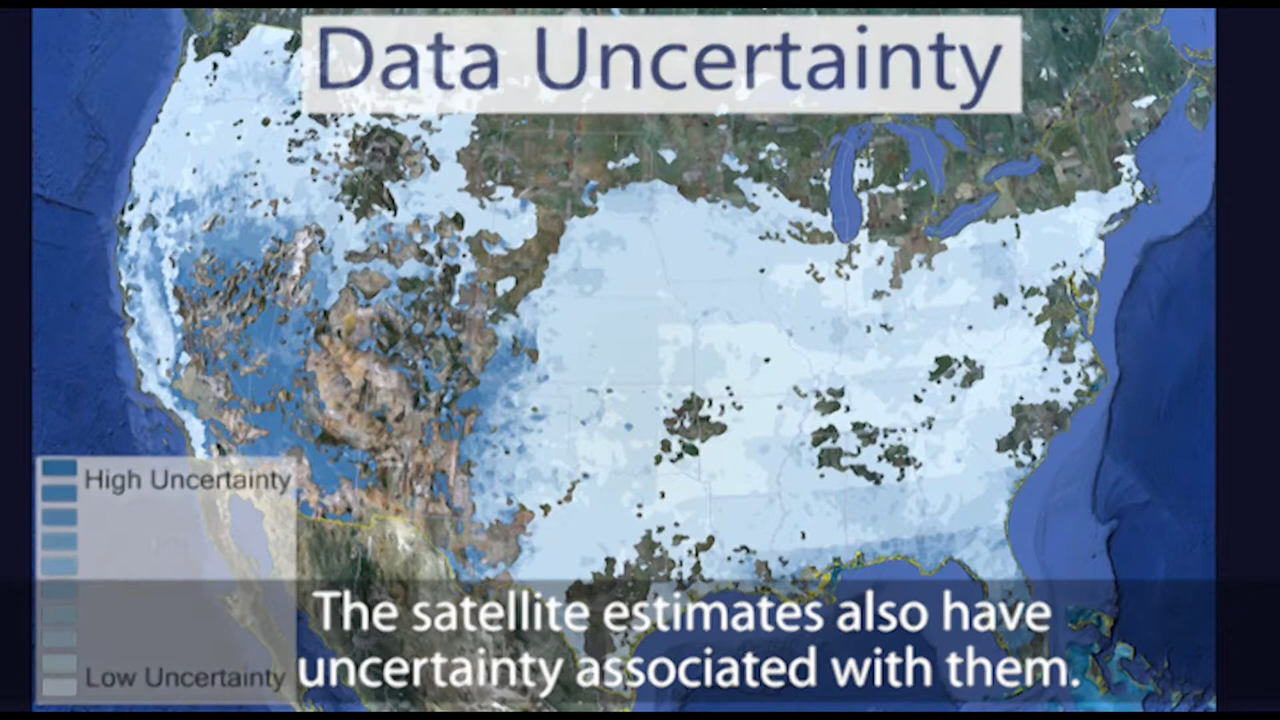 Data Uncertainty
High Uncertainty
Low Uncertainty
The satellite estimates also have
uncertainty associated with them.